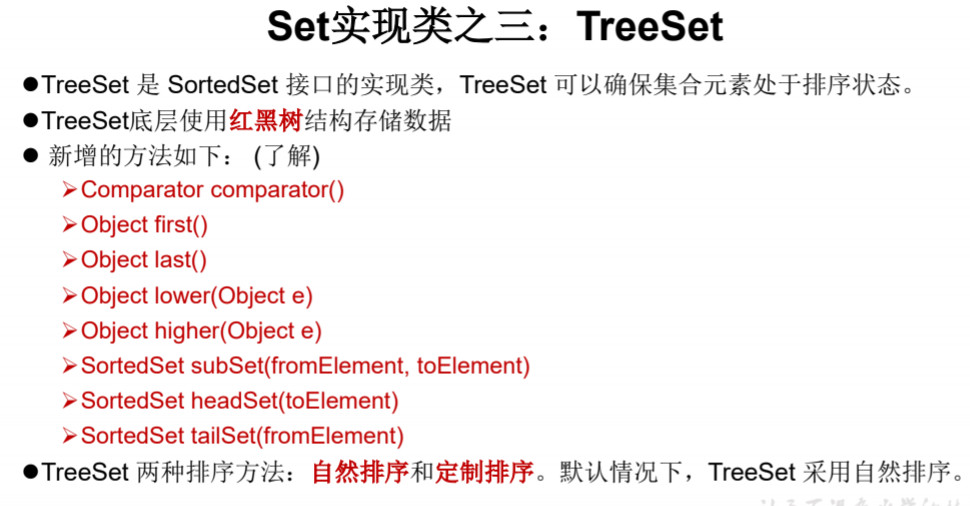 Set实现类之三：TreeSet
●TreeSet 是 SortedSet 接口的实现类，TreeSet 可以确保集合元素处于排序状态。
●TreeSet底层使用红黑树结构存储数据
● 新增的方法如下： (了解)
➢Comparator comparator()
➢Object first()
➢Object last()
➢Object lower(Object e)
➢Object higher(Object e)
➢SortedSet subSet(fromElement, toElement)
➢SortedSet headSet(toElement)
➢SortedSet tailSet(fromElement)
●TreeSet 两种排序方法：自然排序和定制排序。默认情况下，TreeSet 采用自然排序。